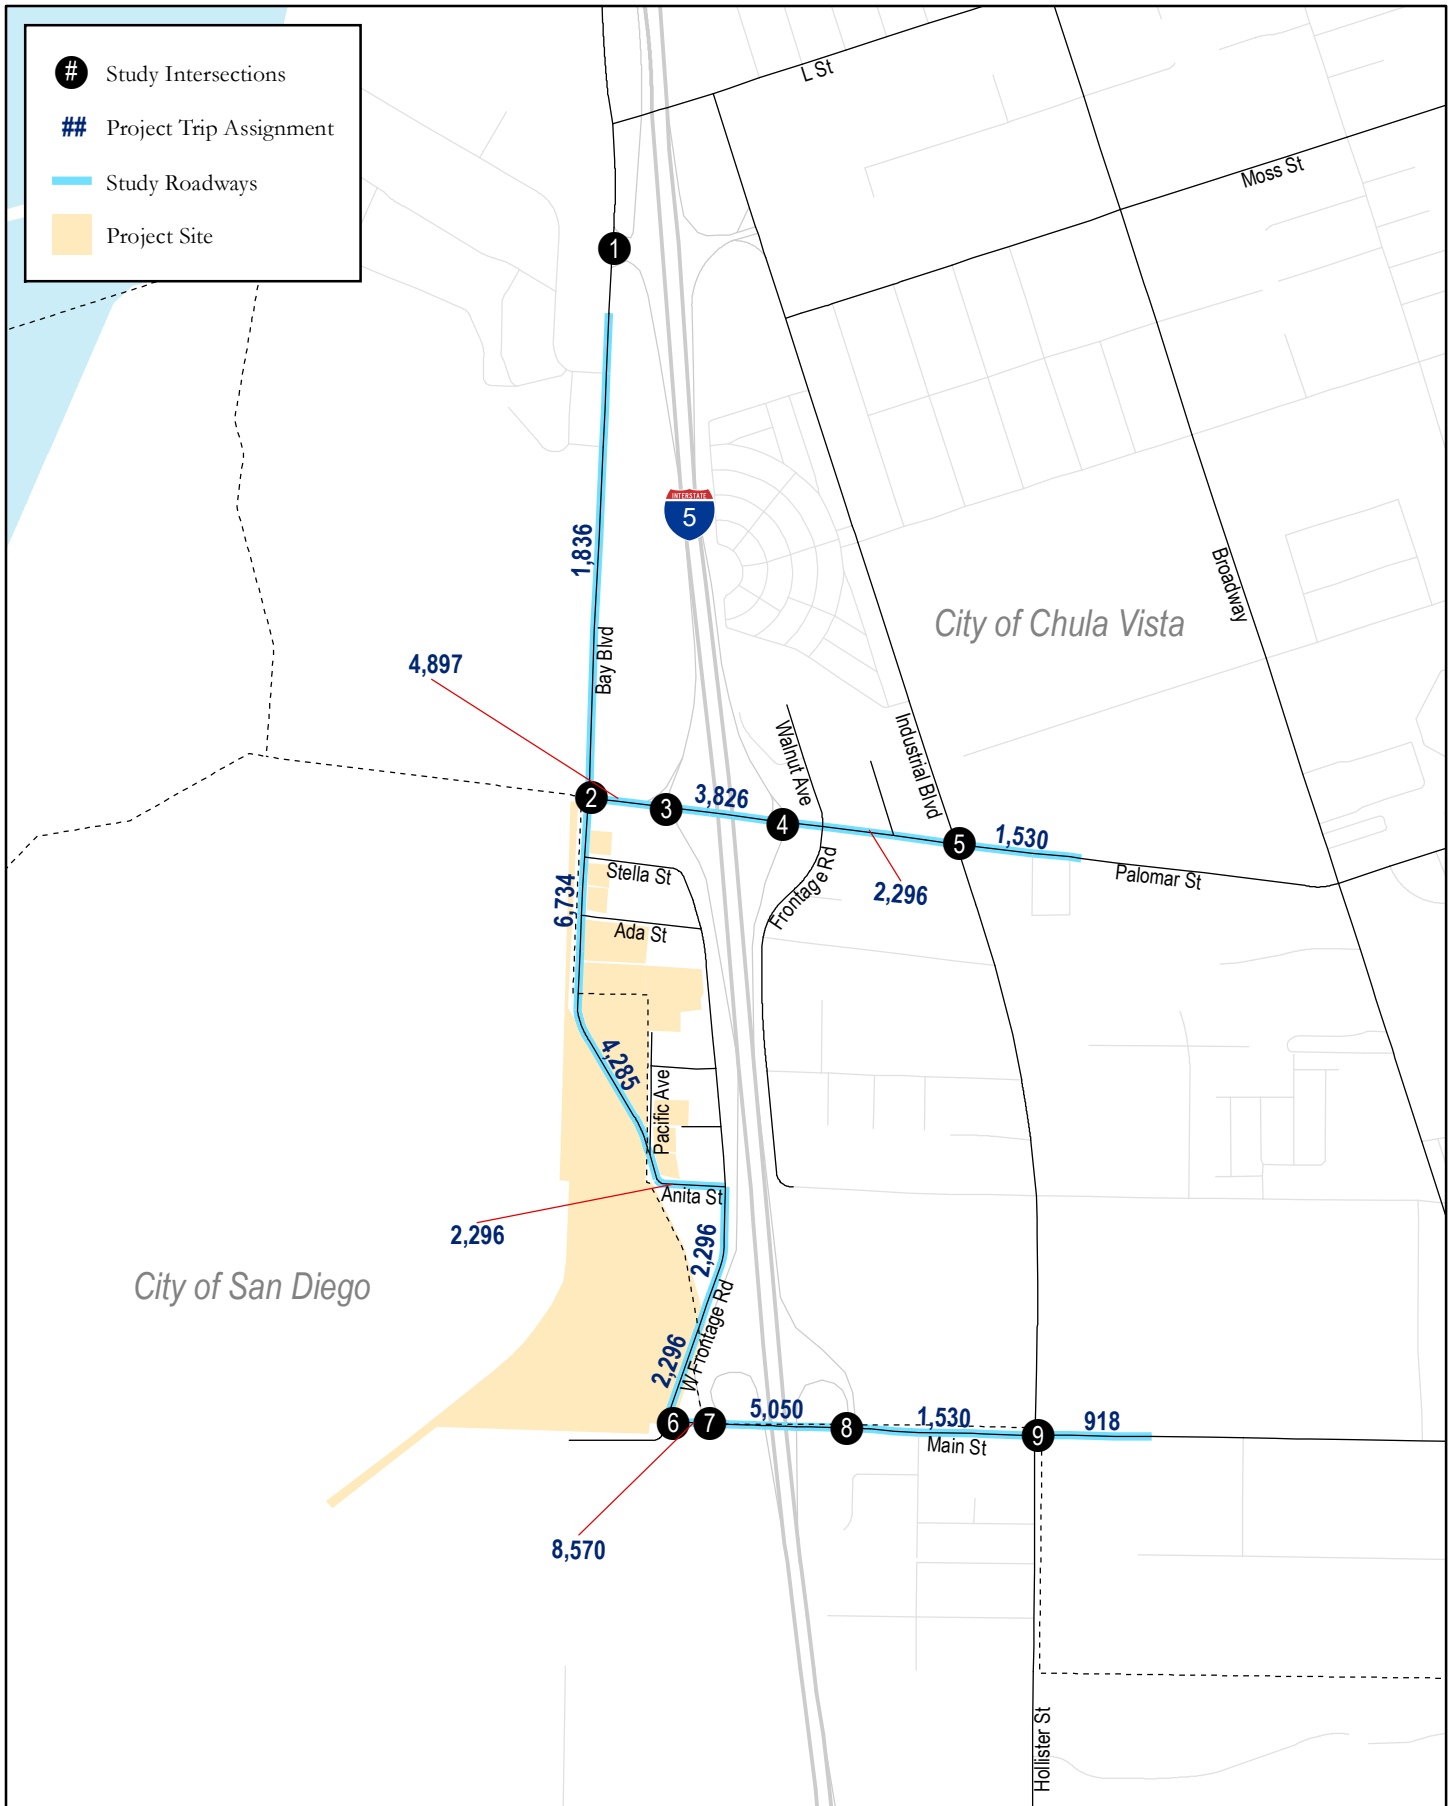 # Study Intersections
## Project Trip Assignment
Study Roadways
Project Site
L St
Moss St
1
INTERSTATE
5
1,836
Broadway
City of Chula Vista
Bay Blvd
4,897
Walnut Ave
Industrial Blvd
2
3
3,826
4
5
1,530
Stella St
Palomar St
6,734
Frontage Rd
2,296
Ada St
4,285
Pacific Ave
Anita St
2,296
2,296
City of San Diego
W Frontage Rd
2,296
6
7
5,050
8
1,530
9
918
Main St
8,570
Hollister St